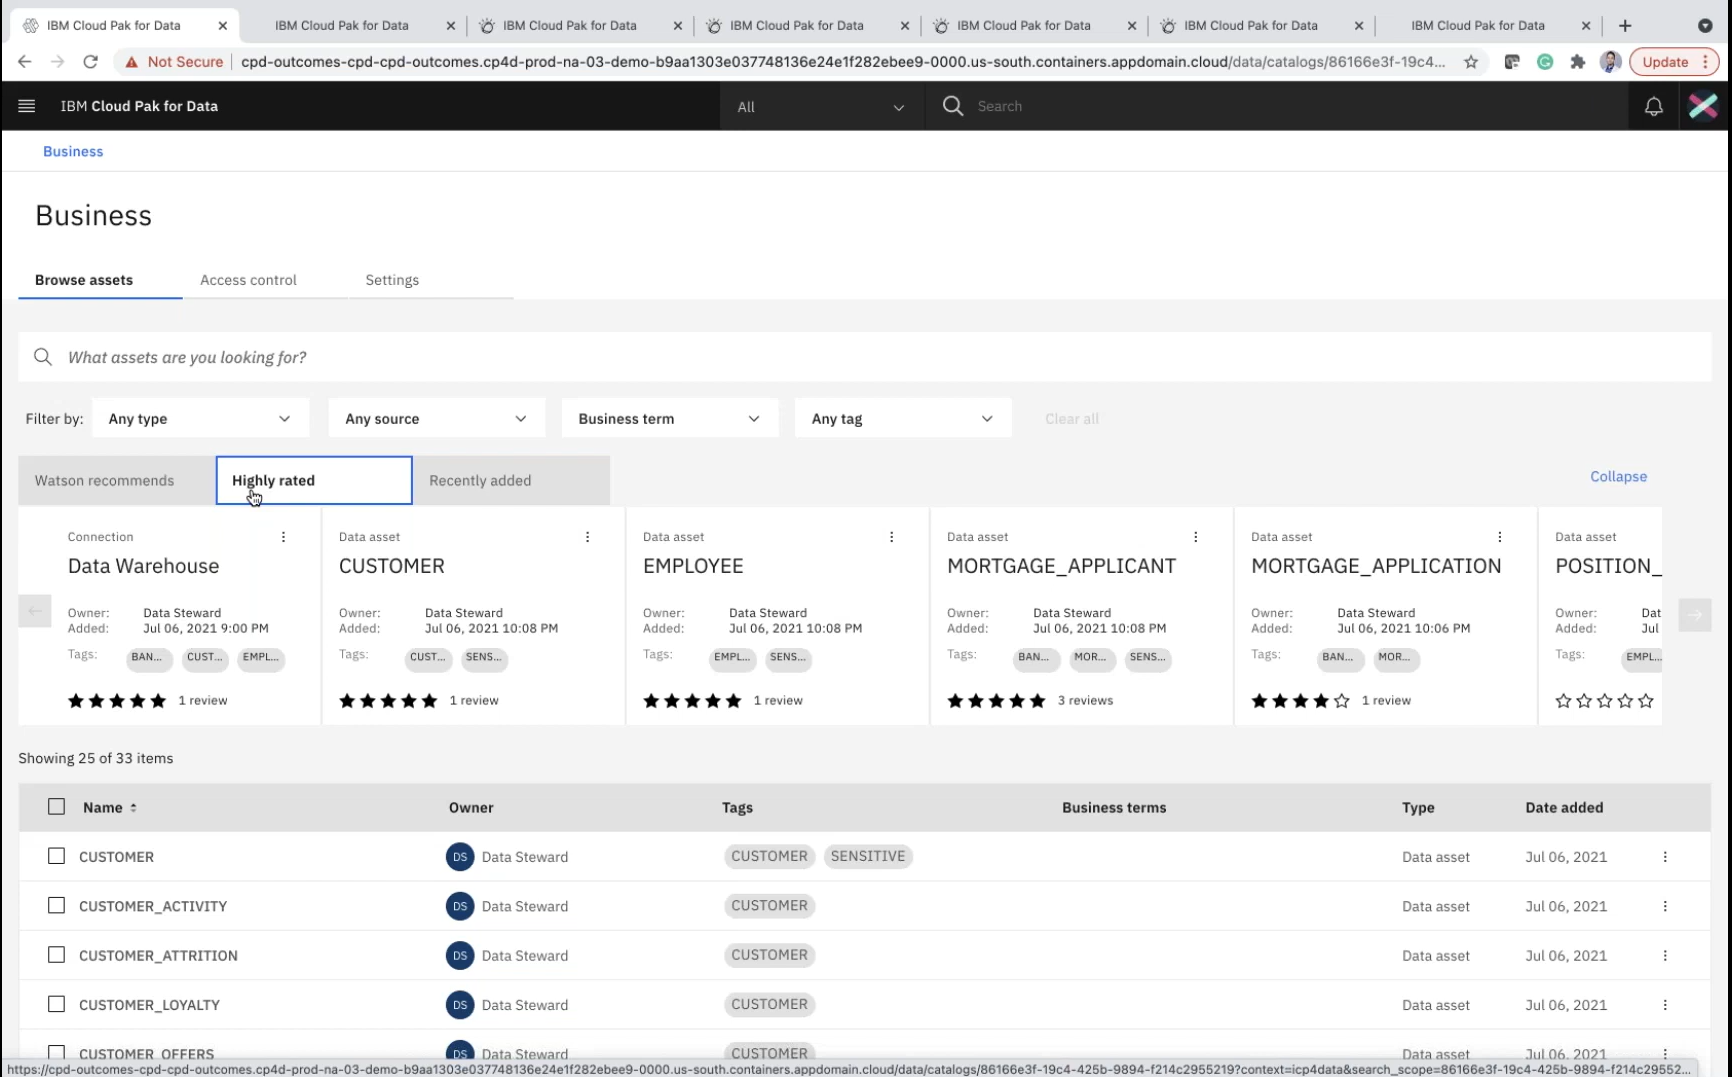 IBM Cloud Pak for Data IBM Cloud Pak for Data IBM Cloud Pak for Data IBM Cloud Pak for Data IBM Cloud Pak for Data IBM Cloud Pak for Data IBM Cloud Pak for Data
Not Secure cpd-outcomes-cpd-cpd-outcomes.cp4d-prod-na-03-demo-b9aa1303e037748136e24e1f282ebee9-0000.us-south.containers.appdomain.cloud/data/catalogs/86166e3f-19c4... Update
IBM Cloud Pak for Data All Search
Business
Business
Browse assets Access control Settings
What assets are you looking for?
Filter by: Any type Any source Business term Any tag Clear all
Watson recommends Highly rated Recently added Collapse
Connection Data asset Data asset Data asset Data asset Data asset
Data Warehouse CUSTOMER EMPLOYEE MORTGAGE_APPLICANT MORTGAGE_APPLICATION POSITION_
Owner: Data Steward Owner: Data Steward Owner: Data Steward Owner: Data Steward Owner: Data Steward Owner: Dat
Added: Jul 06, 2021 9:00 PM Added: Jul 06, 2021 10:08 PM Added: Jul 06, 2021 10:08 PM Added: Jul 06, 2021 10:08 PM Added: Jul 06, 2021 10:06 PM Added: Jul
Tags: BAN... CUST... EMPL... Tags: CUST... SENS... Tags: EMPL... SENS... Tags: BAN... MOR... SENS... Tags: BAN... MOR... Tags: EMPL...
1 review 1 review 1 review 3 reviews 1 review
Showing 25 of 33 items
Name Owner Tags Business terms Type Date added
CUSTOMER DS Data Steward CUSTOMER SENSITIVE Data asset Jul 06, 2021
CUSTOMER_ACTIVITY DS Data Steward CUSTOMER Data asset Jul 06, 2021
CUSTOMER_ATTRITION DS Data Steward CUSTOMER Data asset Jul 06, 2021
CUSTOMER_LOYALTY DS Data Steward CUSTOMER Data asset Jul 06, 2021
CUSTOMER_OFFERS DS Data Steward CUSTOMER Data asset Jul 06, 2021
https://cpd-outcomes-cpd-cpd-outcomes.cp4d-prod-na-03-demo-b9aa1303e037748136e24e1f282ebee9-0000.us-south.containers.appdomain.cloud/data/catalogs/86166e3f-19c4-425b-9894-f214c2955219?context=icp4data&search_scope=86166e3f-19c4-425b-9894-f214c29552...